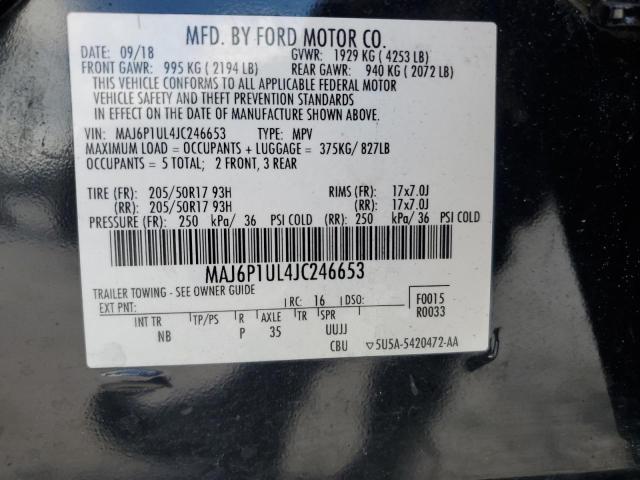 MFD. BY FORD MOTOR CO.
DATE: 09/18 GVWR: 1929 KG ( 4253 LB)
FRONT GAWR: 995 KG ( 2194 LB) REAR GAWR: 940 KG ( 2072 LB)
THIS VEHICLE CONFORMS TO ALL APPLICABLE FEDERAL MOTOR
VEHICLE SAFETY AND THEFT PREVENTION STANDARDS
IN EFFECT ON THE DATE OF MANUFACTURE SHOWN ABOVE.
VIN: MAJ6P1UL4JC246653 TYPE: MPV
MAXIMUM LOAD = OCCUPANTS + LUGGAGE = 375KG/ 827LB
OCCUPANTS = 5 TOTAL; 2 FRONT, 3 REAR
TIRE (FR): 205/50R17 93H RIMS (FR): 17x7.0J
(RR): 205/50R17 93H (RR): 17x7.0J
PRESSURE (FR): 250 kPa/ 36 PSI COLD (RR): 250 kPa/ 36 PSI COLD
MAJ6P1UL4JC246653
TRAILER TOWING - SEE OWNER GUIDE
EXT PNT: RC: 16 DSO: F0015
R0033
INT TR TP/PS R AXLE TR SPR
NB P 35 UUJJ
CBU ▽5U5A-5420472-AA